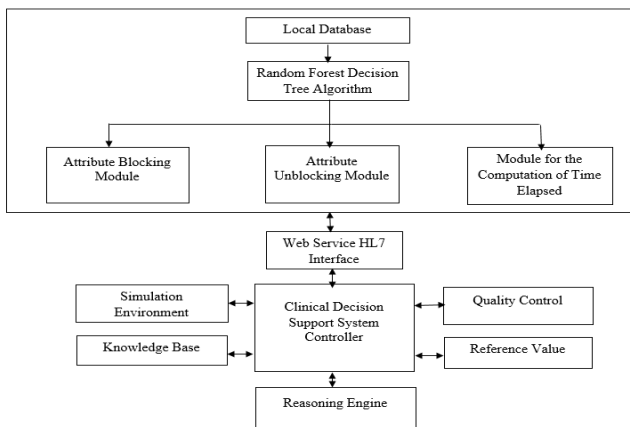 Local Database
Random Forest Decision
Tree Algorithm
Attribute Blocking
Module
Attribute
Unblocking Module
Module for the
Computation of Time
Elapsed
Web Service HL7
Interface
Simulation
Environment
Clinical Decision
Support System
Controller
Quality Control
Knowledge Base
Reference Value
Reasoning Engine